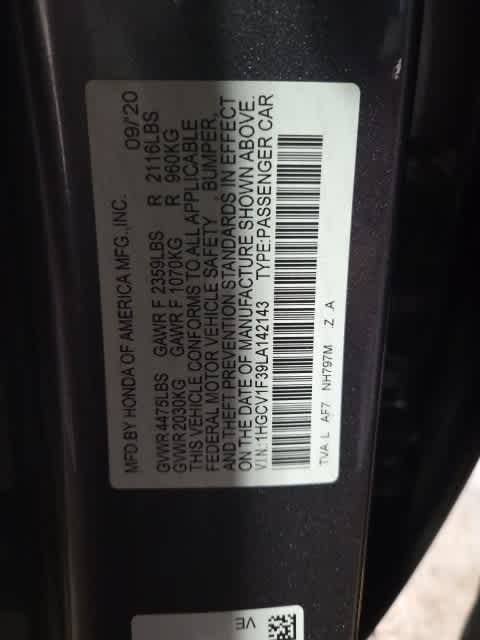 MFD BY HONDA OF AMERICA MFG.,INC. 09/'20
GVWR 4475LBS GAWR F 2359LBS R 2116LBS
GVWR 2030KG GAWR F 1070KG R 960KG
THIS VEHICLE CONFORMS TO ALL APPLICABLE
FEDERAL MOTOR VEHICLE SAFETY , BUMPER,
AND THEFT PREVENTION STANDARDS IN EFFECT
ON THE DATE OF MANUFACTURE SHOWN ABOVE.
V.I.N.: 1HGCV1F39LA142143 TYPE:PASSENGER CAR
TVA L AF7 NH797M :Z :A
VE